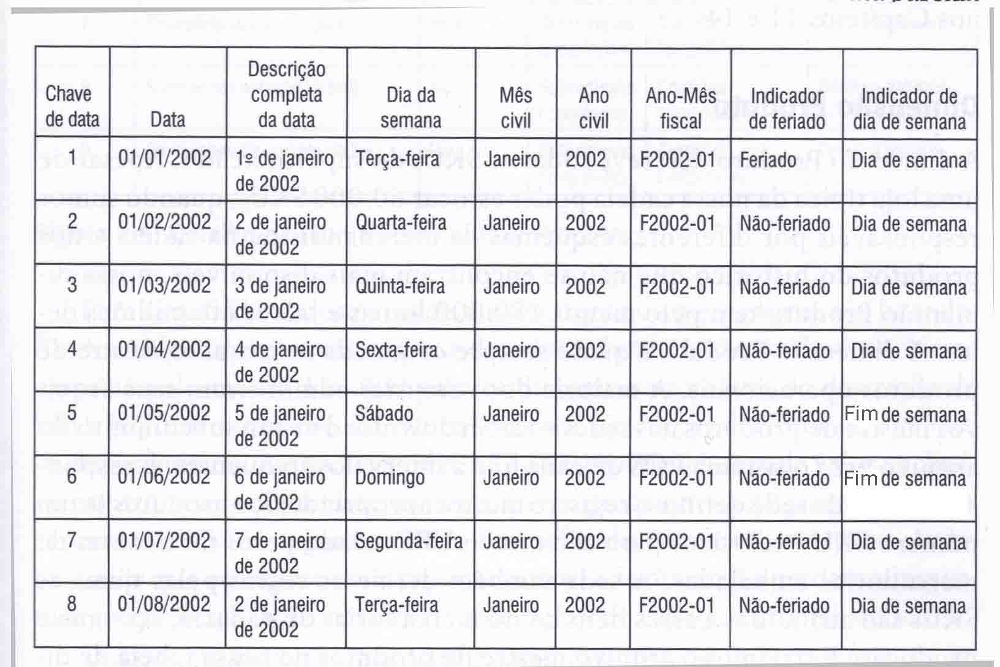 Chave de data | Data | Descrição completa da data | Dia da semana | Mês civil | Ano civil | Ano-Mês fiscal | Indicador de feriado | Indicador de dia de semana
1 | 01/01/2002 | 1º de janeiro de 2002 | Terça-feira | Janeiro | 2002 | F2002-01 | Feriado | Dia de semana
2 | 01/02/2002 | 2 de janeiro de 2002 | Quarta-feira | Janeiro | 2002 | F2002-01 | Não-feriado | Dia de semana
3 | 01/03/2002 | 3 de janeiro de 2002 | Quinta-feira | Janeiro | 2002 | F2002-01 | Não-feriado | Dia de semana
4 | 01/04/2002 | 4 de janeiro de 2002 | Sexta-feira | Janeiro | 2002 | F2002-01 | Não-feriado | Dia de semana
5 | 01/05/2002 | 5 de janeiro de 2002 | Sábado | Janeiro | 2002 | F2002-01 | Não-feriado | Fim de semana
6 | 01/06/2002 | 6 de janeiro de 2002 | Domingo | Janeiro | 2002 | F2002-01 | Não-feriado | Fim de semana
7 | 01/07/2002 | 7 de janeiro de 2002 | Segunda-feira | Janeiro | 2002 | F2002-01 | Não-feriado | Dia de semana
8 | 01/08/2002 | 2 de janeiro de 2002 | Terça-feira | Janeiro | 2002 | F2002-01 | Não-feriado | Dia de semana